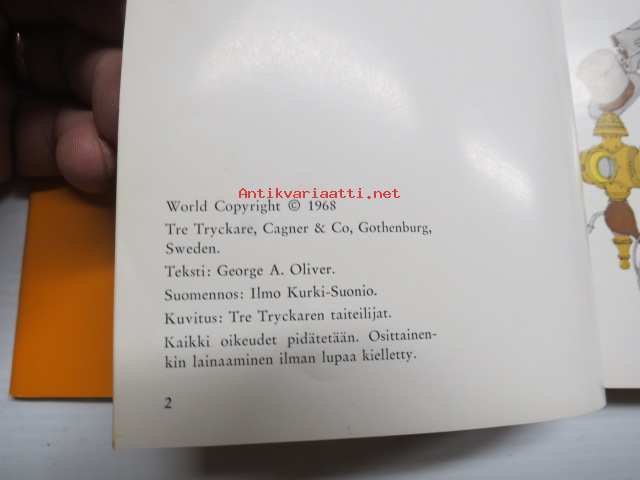 Antikvariaatti.net
World Copyright © 1968
Tre Tryckare, Cagner & Co, Gothenburg,
Sweden.
Teksti: George A. Oliver.
Suomennos: Ilmo Kurki-Suonio.
Kuvitus: Tre Tryckaren taiteilijat.
Kaikki oikeudet pidätetään. Osittainen-
kin lainaaminen ilman lupaa kielletty.
2